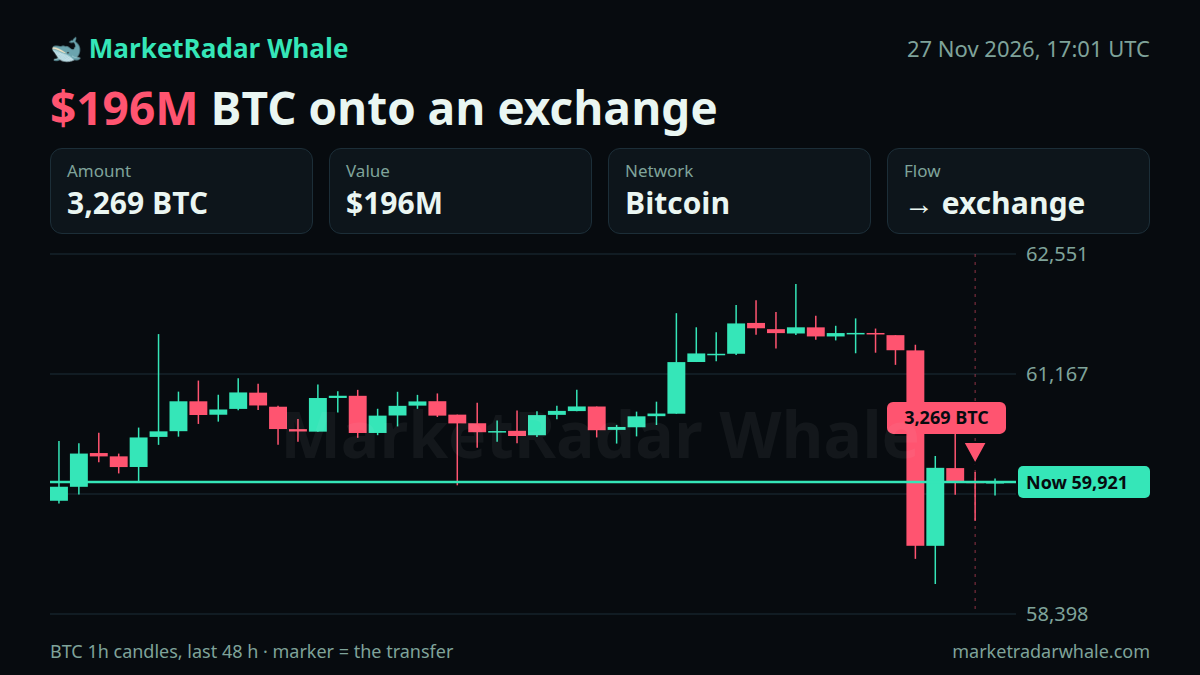 MarketRadar Whale
27 Nov 2026, 17:01 UTC
$196M BTC onto an exchange
Amount
3,269 BTC
Value
$196M
Network
Bitcoin
Flow
→ exchange
62,551
61,167
3,269 BTC
MarketRadar Whale
Now 59,921
58,398
BTC 1h candles, last 48 h · marker = the transfer
marketradarwhale.com